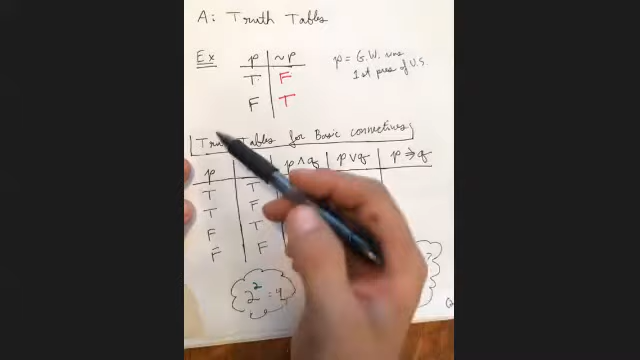 A: Truth Tables
Ex p ~p p = G.W. was
T F 1st pres of U.S.
F T
Truth Tables for Basic connectives
p p ∧ q p ∨ q p ⇒ q
T T
T F
F T
F F
2² = 4